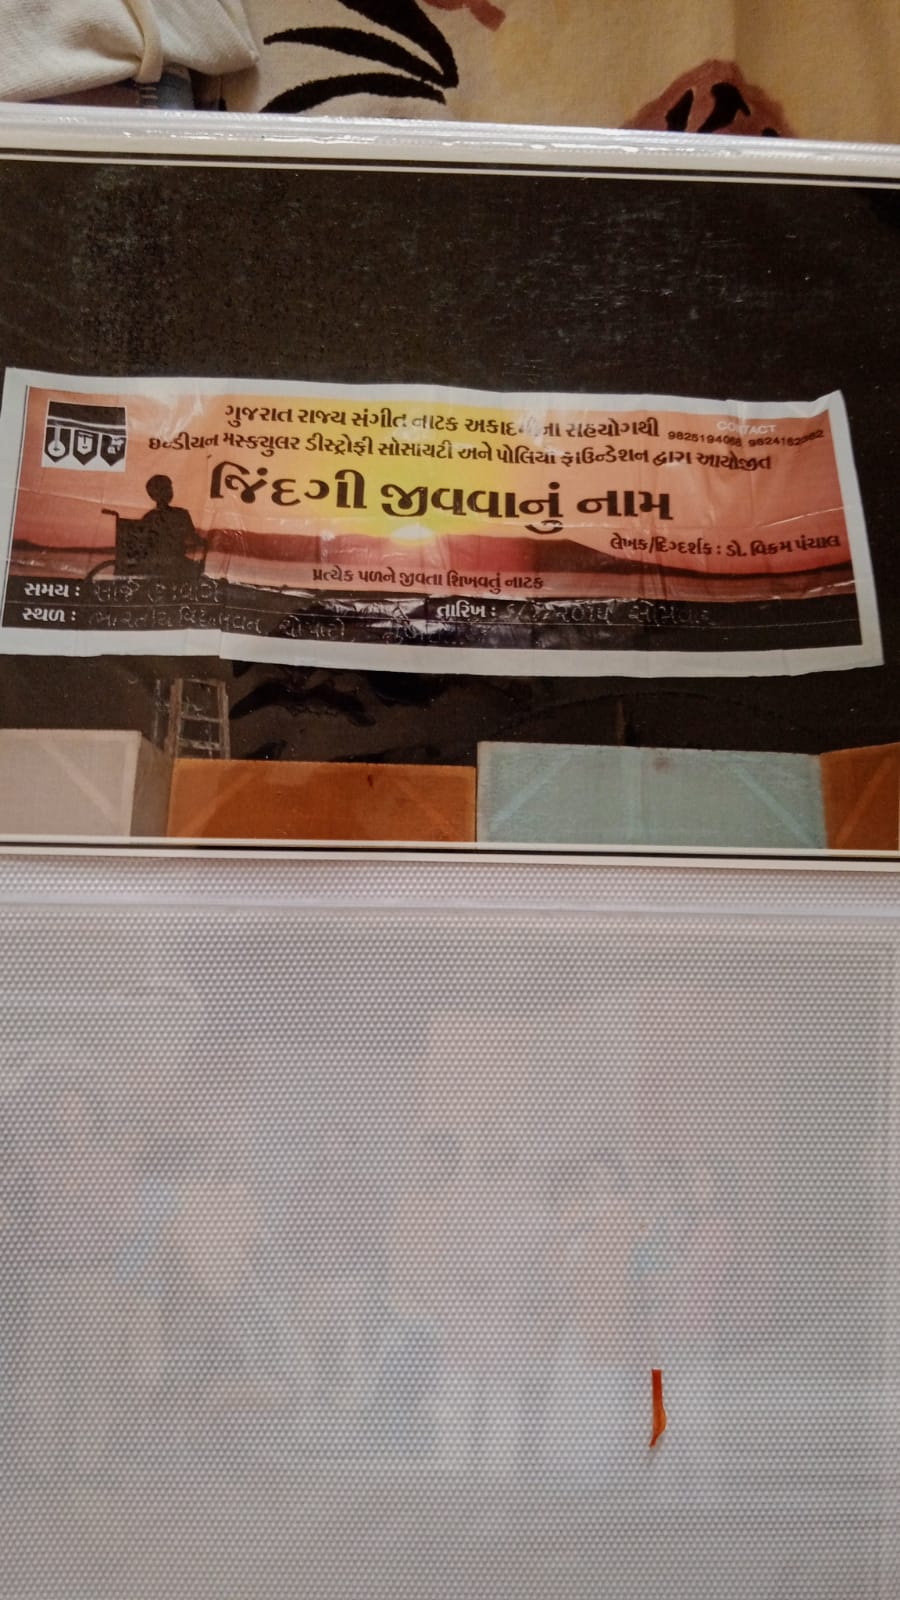 ગુજરાત રાજ્ય સંગીત નાટક અકાદમીના સહયોગથી
CONTACT
9825194068
ઇન્ડીયન મસ્ક્યુલર ડીસ્ટ્રોફી સોસાયટી અને પોલિયો ફાઉન્ડેશન દ્વારા આયોજીત
જિંદગી જીવવાનું નામ
લેખક/દિગ્દર્શક : ડો. વિક્રમ પંચાલ
પ્રત્યેક પળને જીવતા શિખવતું નાટક
સમય : સાંજે
તારિખ : સોમવાર
સ્થળ :